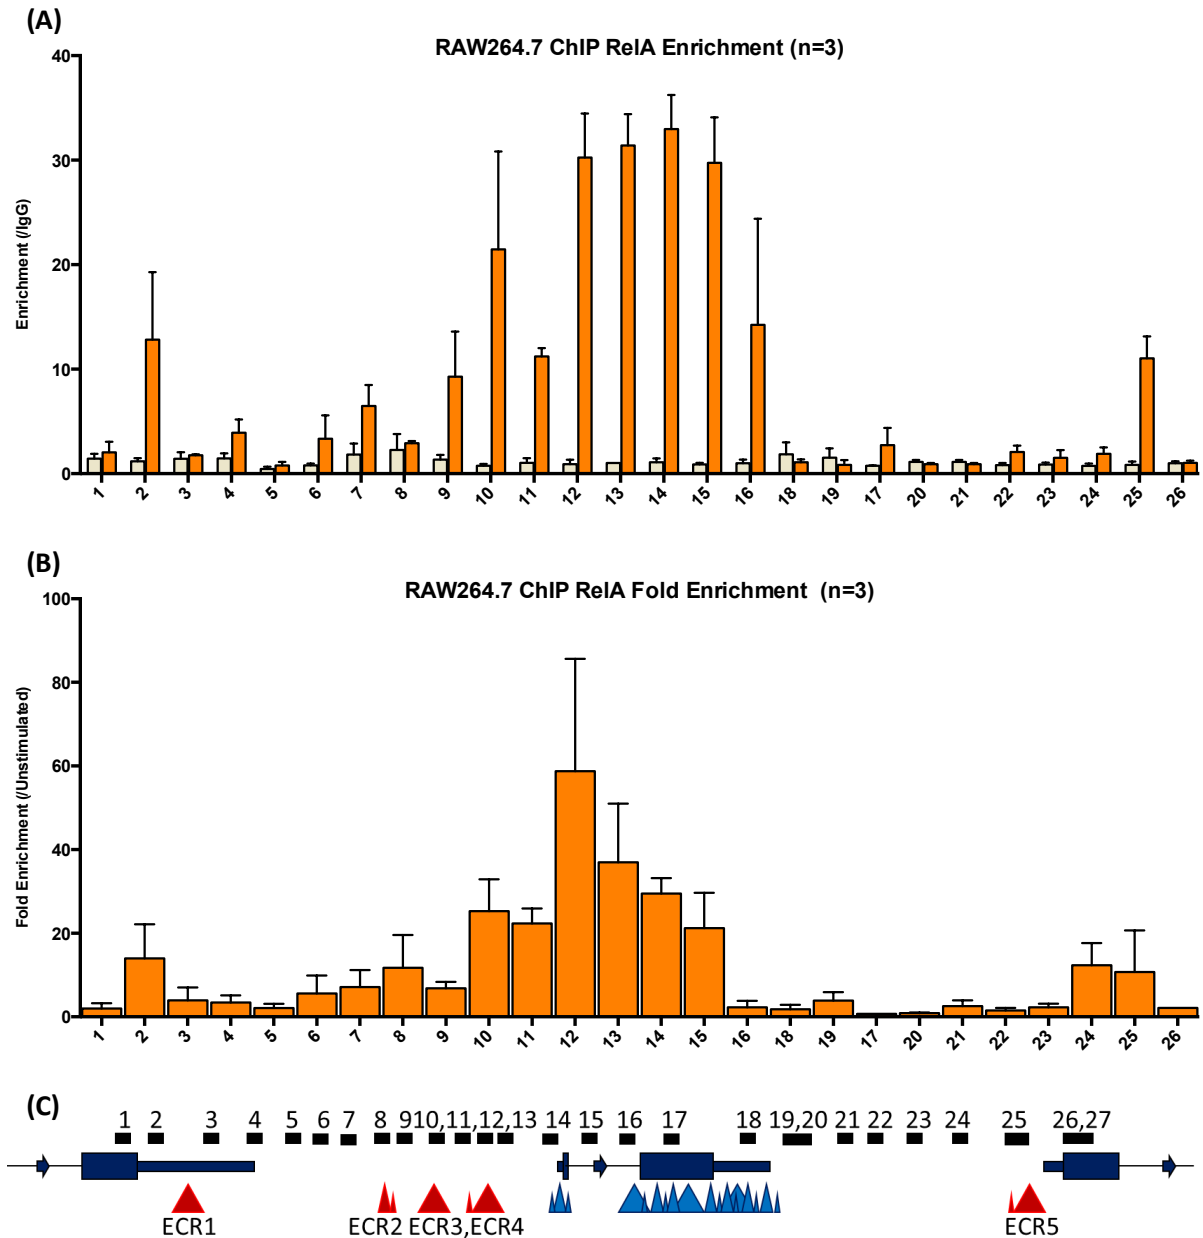 (A)
RAW264.7 ChIP RelA Enrichment (n=3)
Enrichment (/IgG)
40
30
20
10
0
1 2 3 4 5 6 7 8 9 10 11 12 13 14 15 16 18 19 17 20 21 22 23 24 25 26
(B)
RAW264.7 ChIP RelA Fold Enrichment (n=3)
Fold Enrichment (/Unstimulated)
100
80
60
40
20
0
1 2 3 4 5 6 7 8 9 10 11 12 13 14 15 16 18 19 17 20 21 22 23 24 25 26
(C)
1 2 3 4 5 6 7 8 9 10,11,12,13 14 15 16 17 18 19,20 21 22 23 24 25 26,27
ECR1 ECR2 ECR3,ECR4 ECR5